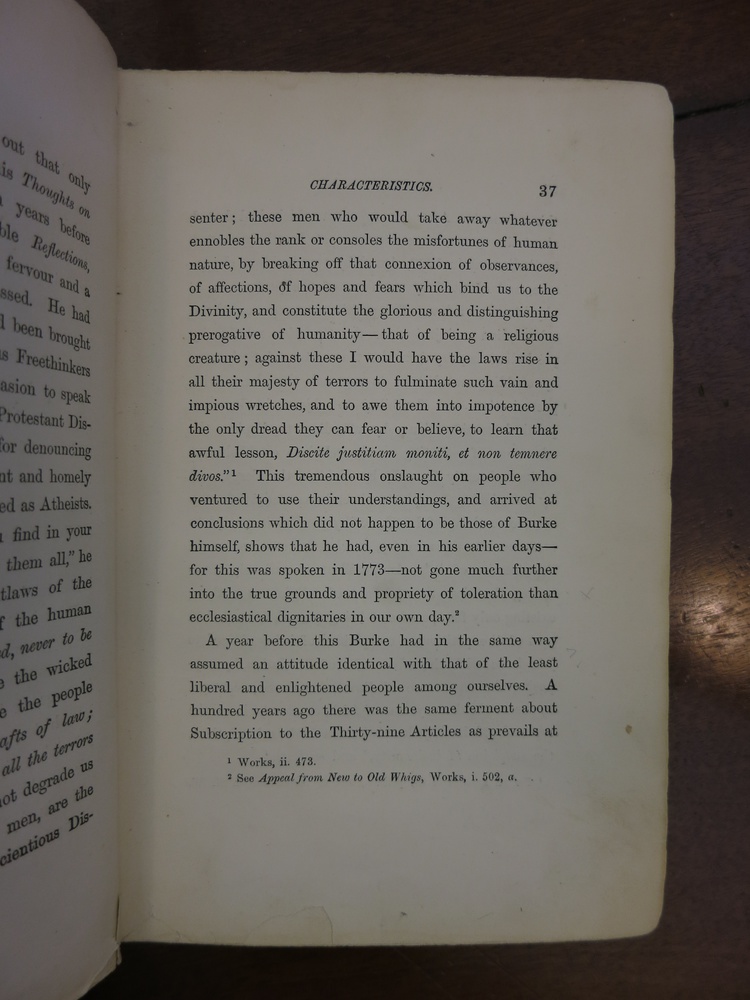 out that only
is Thoughts on
years before
Reflections,
fervour and a
He had
been brought
Freethinkers
to speak
Protestant Dis-
for denouncing
and homely
as Atheists.
find in your
them all," he
of the
the human
never to be
the wicked
the people
of law;
all the terrors
degrade us
men, are the
Dis-
CHARACTERISTICS.
37
senter; these men who would take away whatever
ennobles the rank or consoles the misfortunes of human
nature, by breaking off that connexion of observances,
of affections, of hopes and fears which bind us to the
Divinity, and constitute the glorious and distinguishing
prerogative of humanity—that of being a religious
creature; against these I would have the laws rise in
all their majesty of terrors to fulminate such vain and
impious wretches, and to awe them into impotence by
the only dread they can fear or believe, to learn that
awful lesson, Discite justitiam moniti, et non temnere
divos."¹ This tremendous onslaught on people who
ventured to use their understandings, and arrived at
conclusions which did not happen to be those of Burke
himself, shows that he had, even in his earlier days—
for this was spoken in 1773—not gone much further
into the true grounds and propriety of toleration than
ecclesiastical dignitaries in our own day.²
A year before this Burke had in the same way
assumed an attitude identical with that of the least
liberal and enlightened people among ourselves. A
hundred years ago there was the same ferment about
Subscription to the Thirty-nine Articles as prevails at
¹ Works, ii. 473.
² See Appeal from New to Old Whigs, Works, i. 502, a.